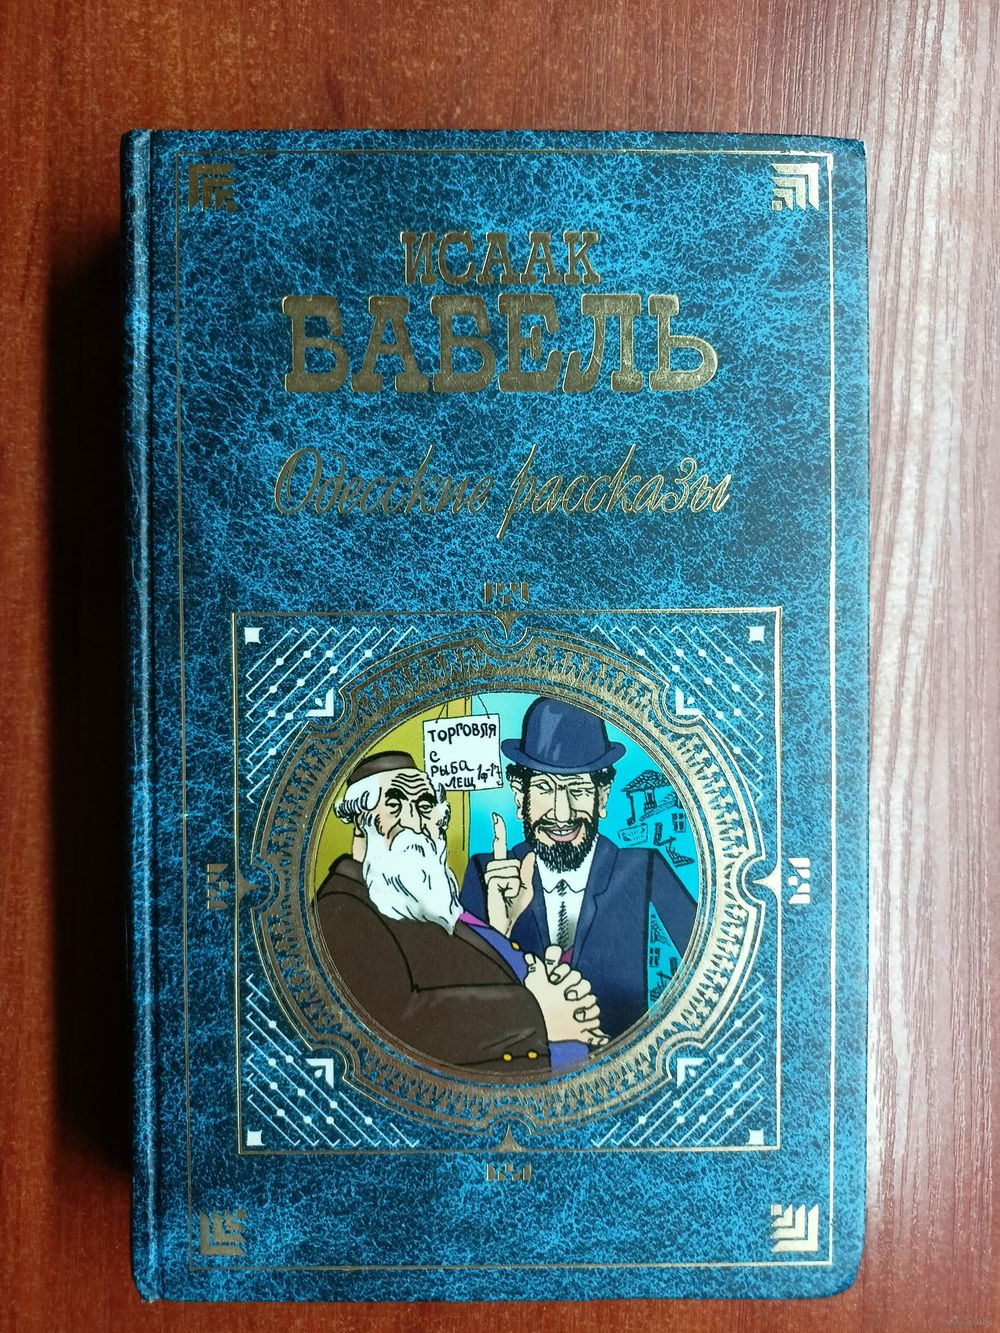 ИСААК
БАБЕЛЬ
Одесские рассказы
ТОРГОВЛЯ
С
РЫБА
ЛЕЩ